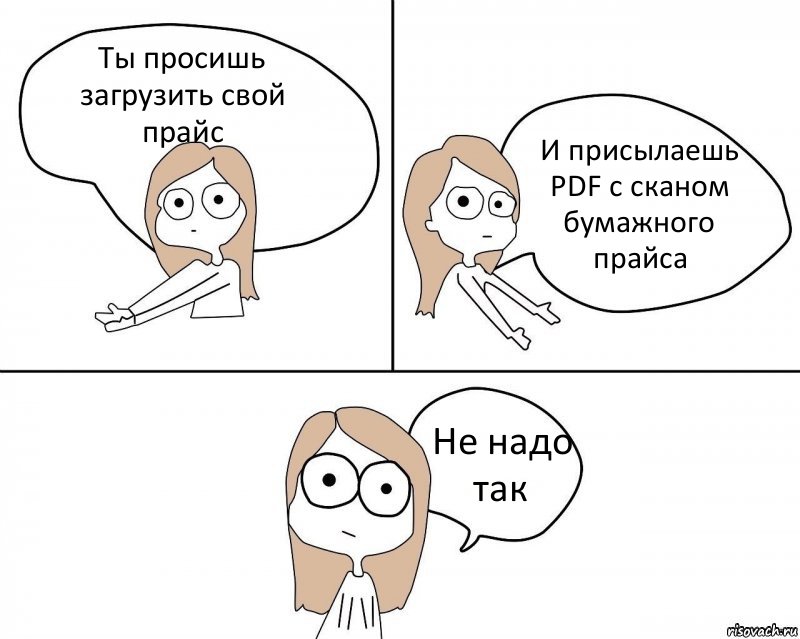 Ты просишь
загрузить свой
прайс
И присылаешь
PDF с сканом
бумажного
прайса
Не надо
так
risovach.ru